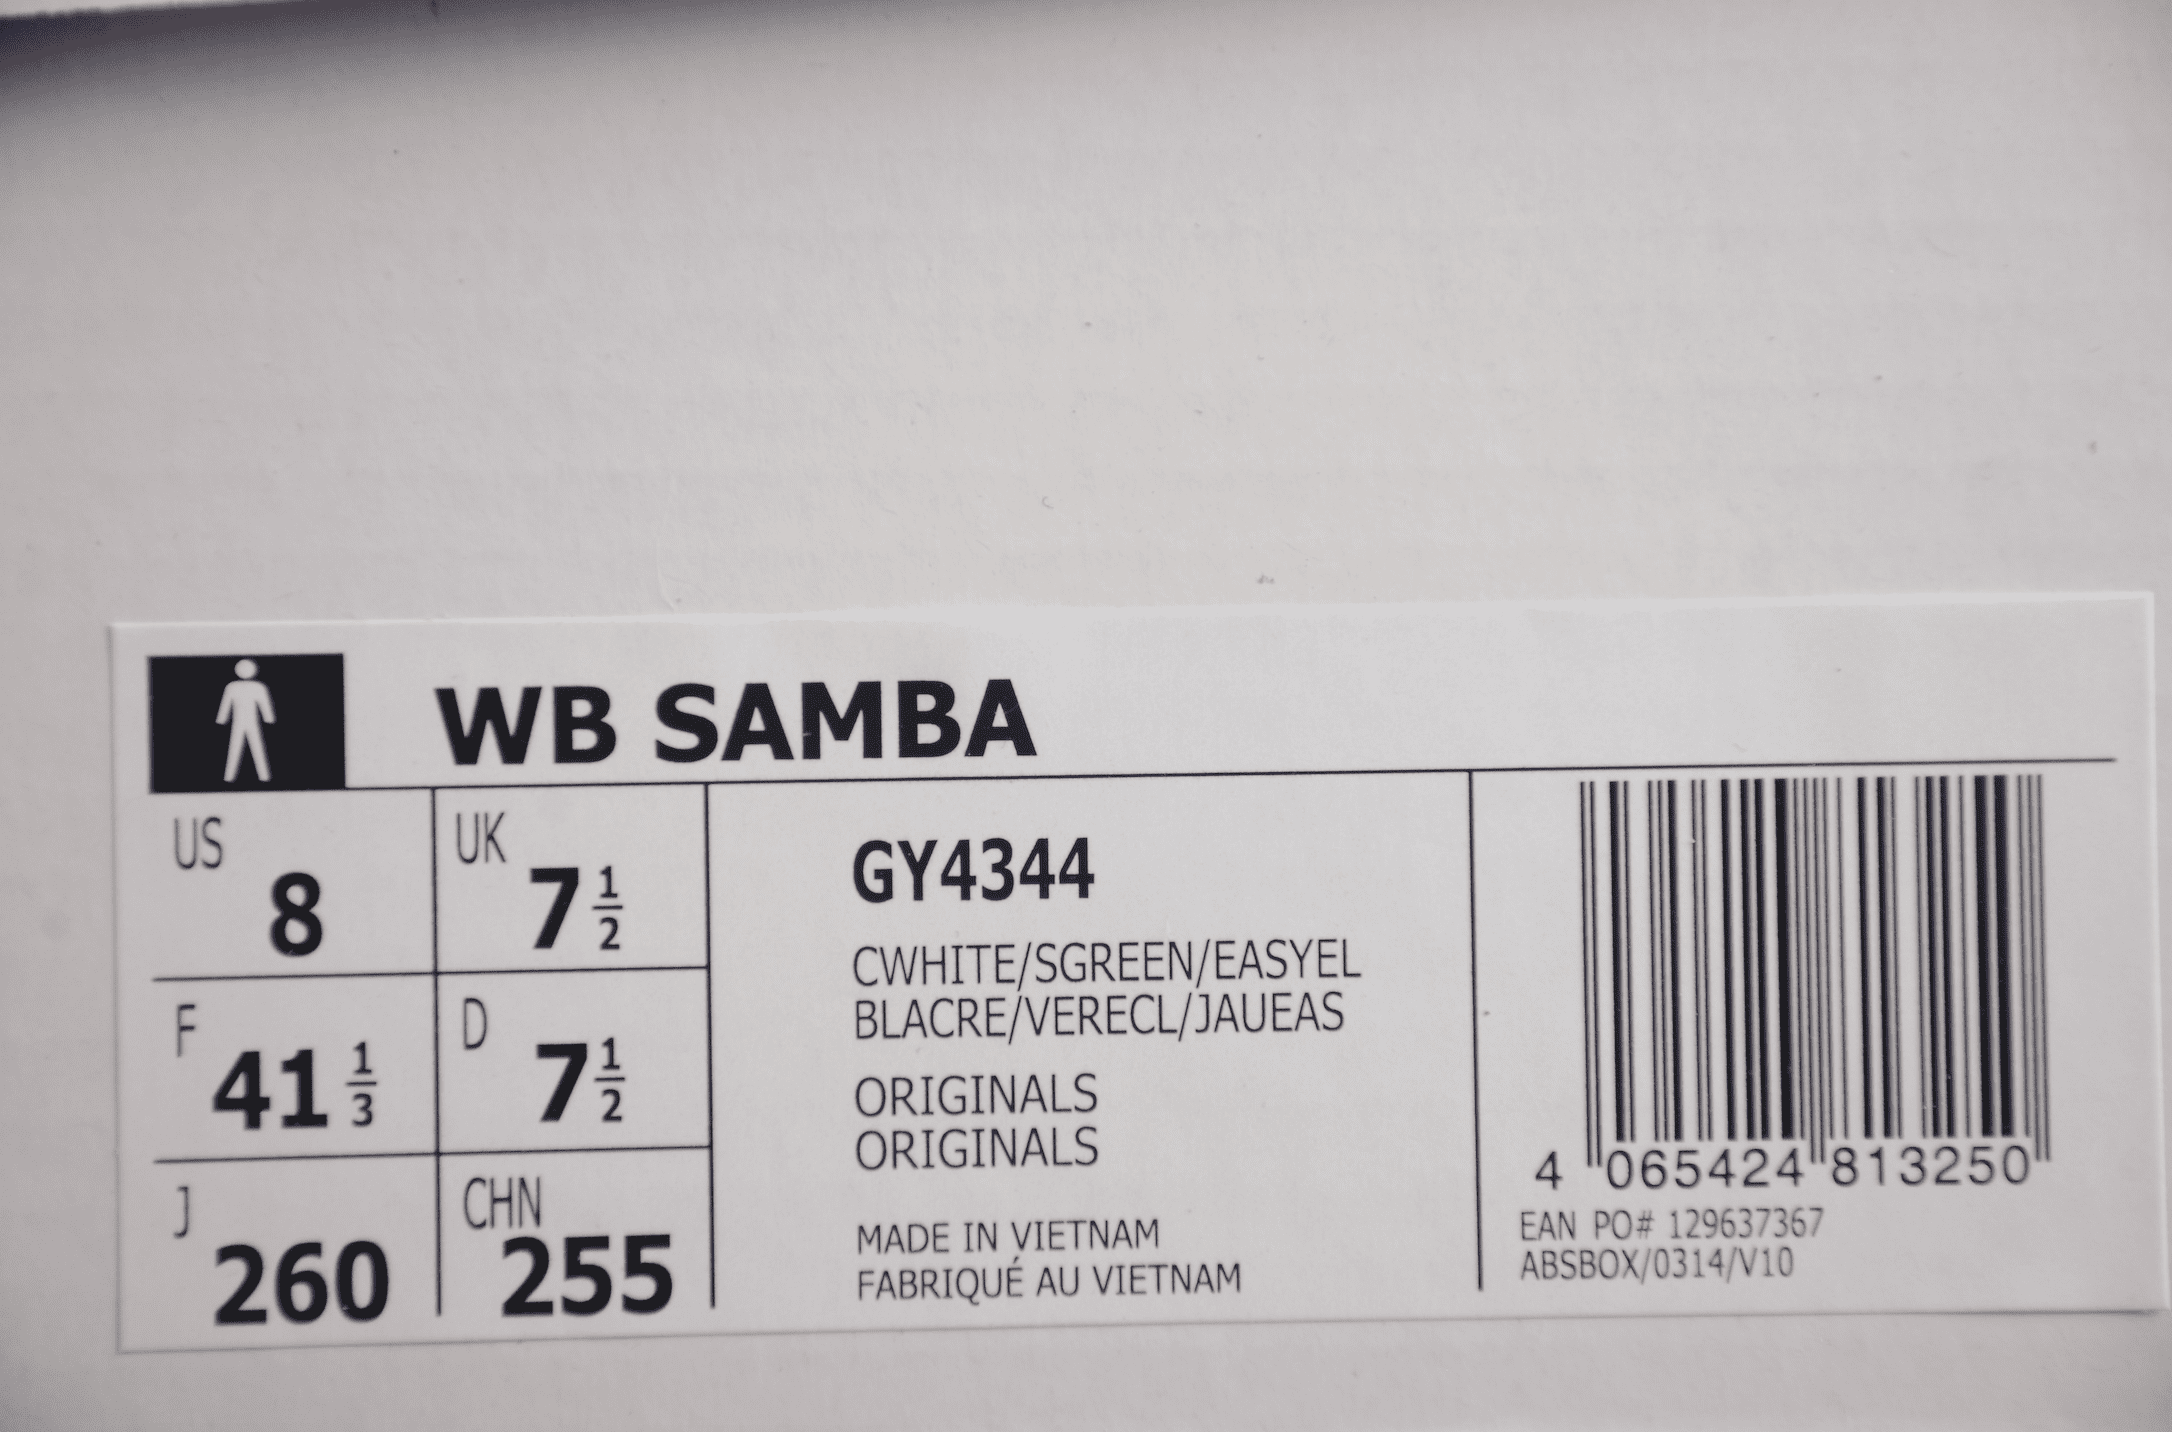 WB SAMBA
US 8
UK 7 1/2
F 41 1/3
D 7 1/2
J 260
CHN 255
GY4344
CWHITE/SGREEN/EASYEL
BLACRE/VERECL/JAUEAS
ORIGINALS
ORIGINALS
MADE IN VIETNAM
FABRIQUÉ AU VIETNAM
4 065424 813250
EAN PO# 129637367
ABSBOX/0314/V10